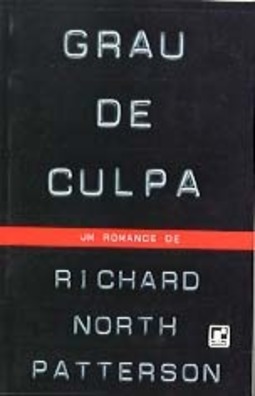 GRAU
DE
CULPA
UM ROMANCE DE
RICHARD
NORTH
PATTERSON